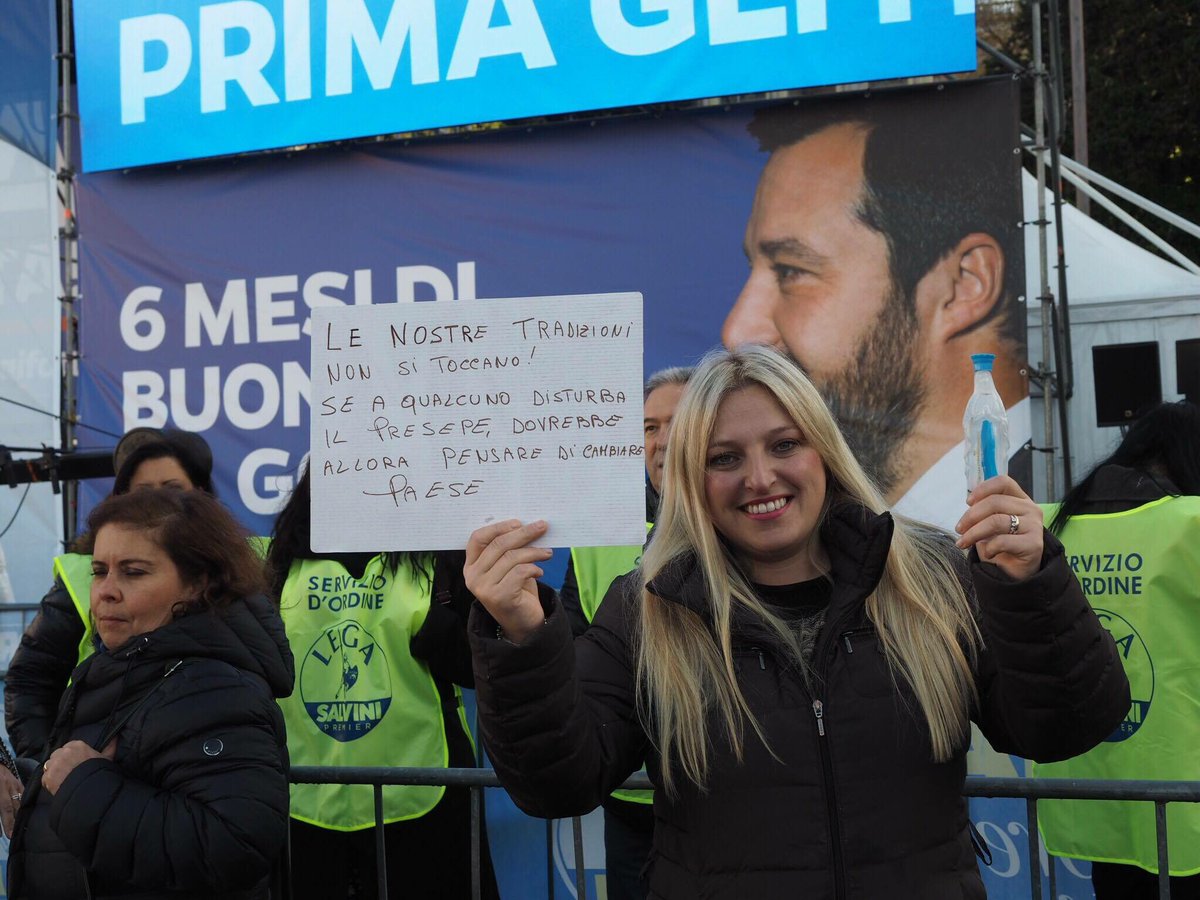 PRIMA
6 MESI DI
BUON
LE NOSTRE TRADIZIONI
NON SI TOCCANO!
SE A QUALCUNO DISTURBA
IL PRESEPE, DOVREBBE
ALLORA PENSARE DI CAMBIARE
PAESE
SERVIZIO
D'ORDINE
LEGA
SALVINI
PREMIER
SERVIZIO
D'ORDINE